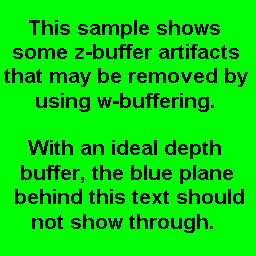 This sample shows
some z-buffer artifacts
that may be removed by
using w-buffering.
With an ideal depth
buffer, the blue plane
behind this text should
not show through.